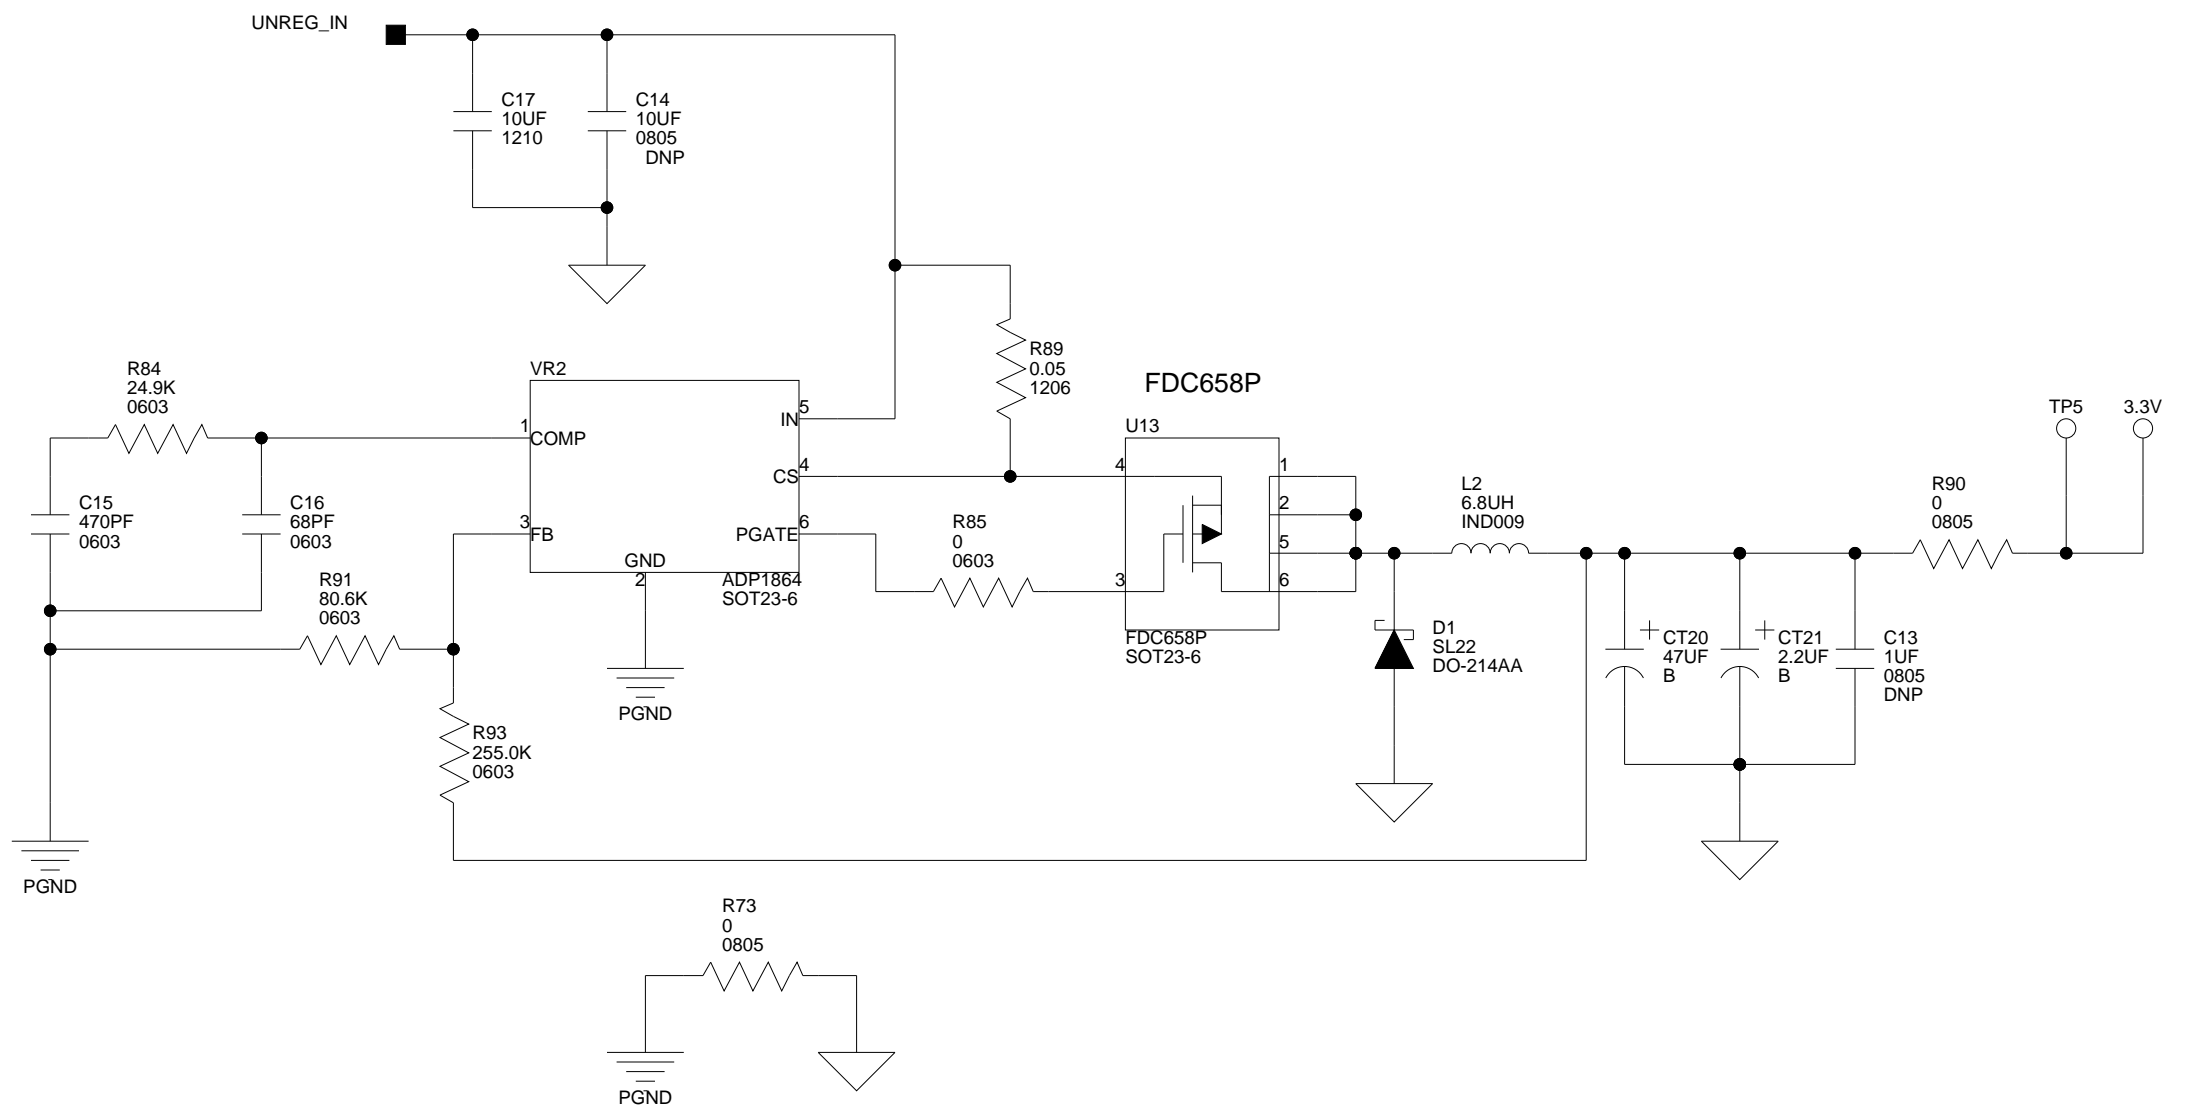 UNREG_IN
C17
10UF
1210
C14
10UF
0805
DNP
R84
24.9K
0603
VR2
R89
0.05
1206
FDC658P
1
COMP
5
IN
4
CS
3
FB
6
PGATE
GND
2
ADP1864
SOT23-6
C15
470PF
0603
C16
68PF
0603
R91
80.6K
0603
R85
0
0603
U13
4
3
1
2
5
6
FDC658P
SOT23-6
L2
6.8UH
IND009
R90
0
0805
TP5
3.3V
D1
SL22
DO-214AA
+
CT20
47UF
B
+
CT21
2.2UF
B
C13
1UF
0805
DNP
PGND
R93
255.0K
0603
PGND
R73
0
0805
PGND